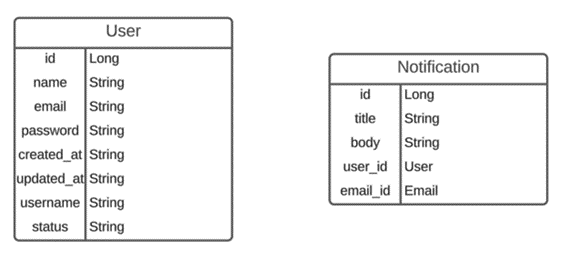 User
id Long
name String
email String
password String
created_at String
updated_at String
username String
status String
Notification
id Long
title String
body String
user_id User
email_id Email